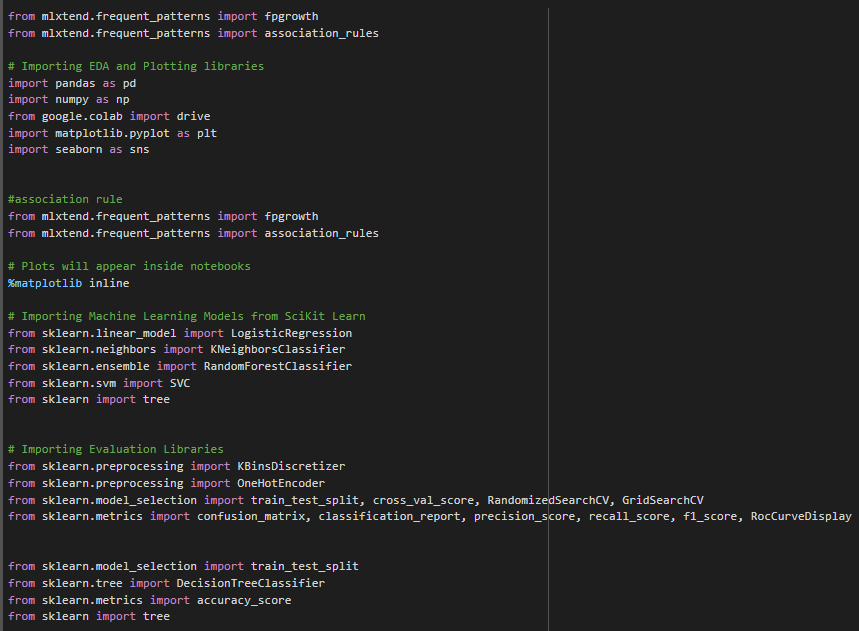 from mlxtend.frequent_patterns import fpgrowth
from mlxtend.frequent_patterns import association_rules
# Importing EDA and Plotting libraries
import pandas as pd
import numpy as np
from google.colab import drive
import matplotlib.pyplot as plt
import seaborn as sns
#association rule
from mlxtend.frequent_patterns import fpgrowth
from mlxtend.frequent_patterns import association_rules
# Plots will appear inside notebooks
%matplotlib inline
# Importing Machine Learning Models from SciKit Learn
from sklearn.linear_model import LogisticRegression
from sklearn.neighbors import KNeighborsClassifier
from sklearn.ensemble import RandomForestClassifier
from sklearn.svm import SVC
from sklearn import tree
# Importing Evaluation Libraries
from sklearn.preprocessing import KBinsDiscretizer
from sklearn.preprocessing import OneHotEncoder
from sklearn.model_selection import train_test_split, cross_val_score, RandomizedSearchCV, GridSearchCV
from sklearn.metrics import confusion_matrix, classification_report, precision_score, recall_score, f1_score, RocCurveDisplay
from sklearn.model_selection import train_test_split
from sklearn.tree import DecisionTreeClassifier
from sklearn.metrics import accuracy_score
from sklearn import tree